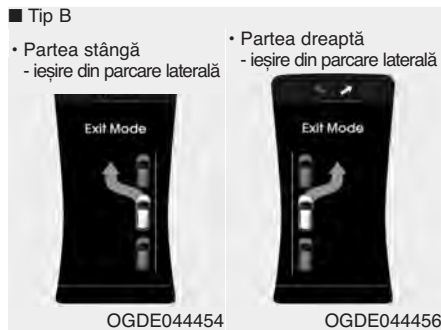 ■ Tip B
• Partea stângă
- ieșire din parcare laterală
Exit Mode
OGDE044454
• Partea dreaptă
- ieșire din parcare laterală
Exit Mode
OGDE044456